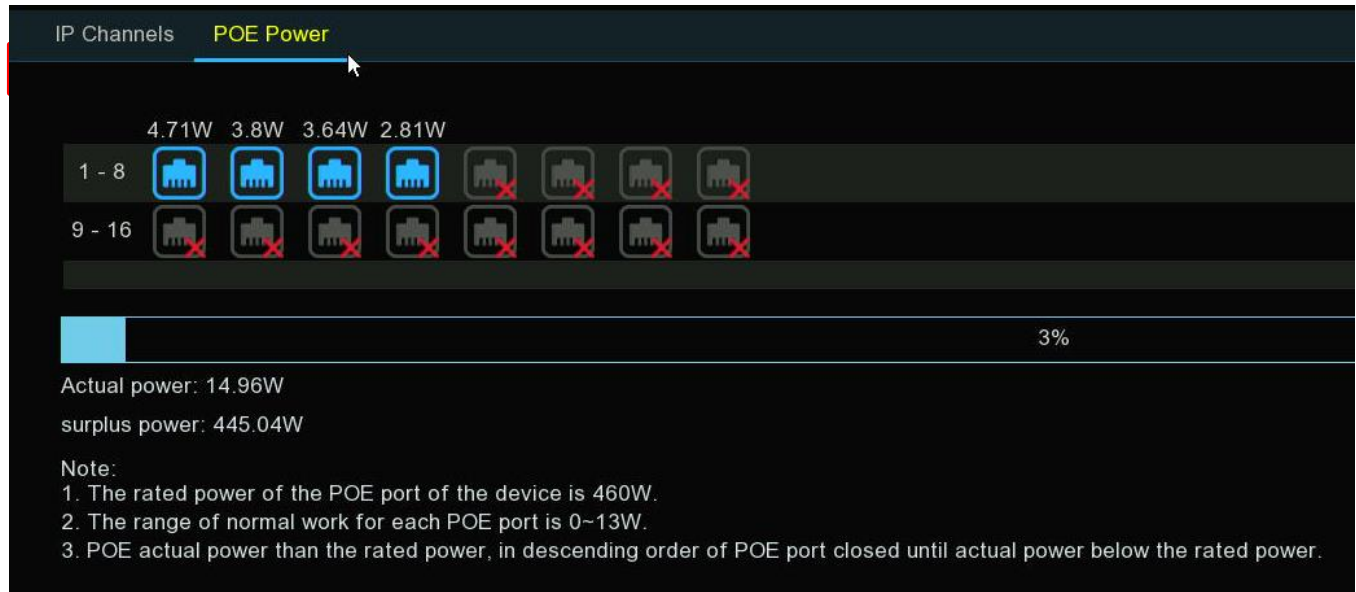 IP Channels POE Power
4.71W 3.8W 3.64W 2.81W
1 - 8
9 - 16
3%
Actual power: 14.96W
surplus power: 445.04W
Note:
1. The rated power of the POE port of the device is 460W.
2. The range of normal work for each POE port is 0~13W.
3. POE actual power than the rated power, in descending order of POE port closed until actual power below the rated power.